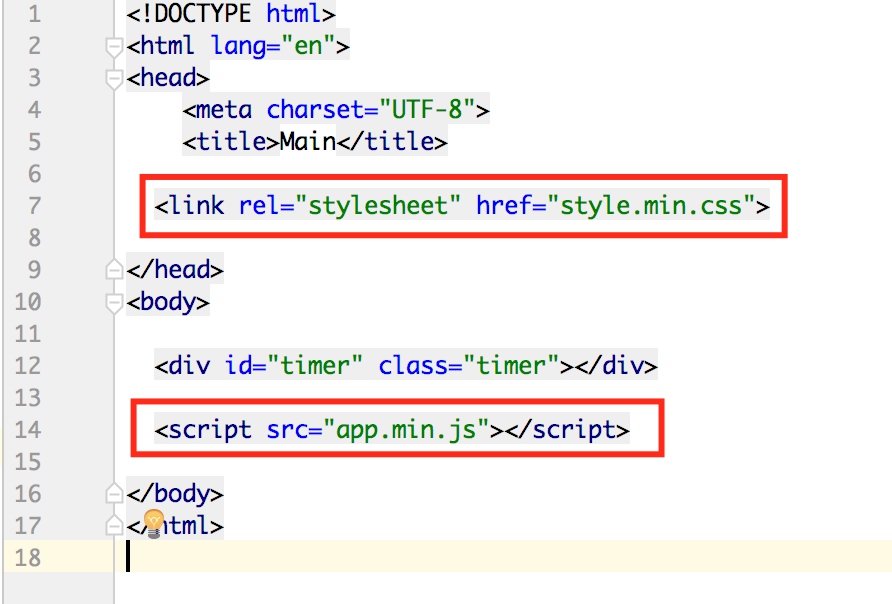 1 <!DOCTYPE html>
2 <html lang="en">
3 <head>
4 <meta charset="UTF-8">
5 <title>Main</title>
6
7 <link rel="stylesheet" href="style.min.css">
8
9 </head>
10 <body>
11
12 <div id="timer" class="timer"></div>
13
14 <script src="app.min.js"></script>
15
16 </body>
17 </html>
18